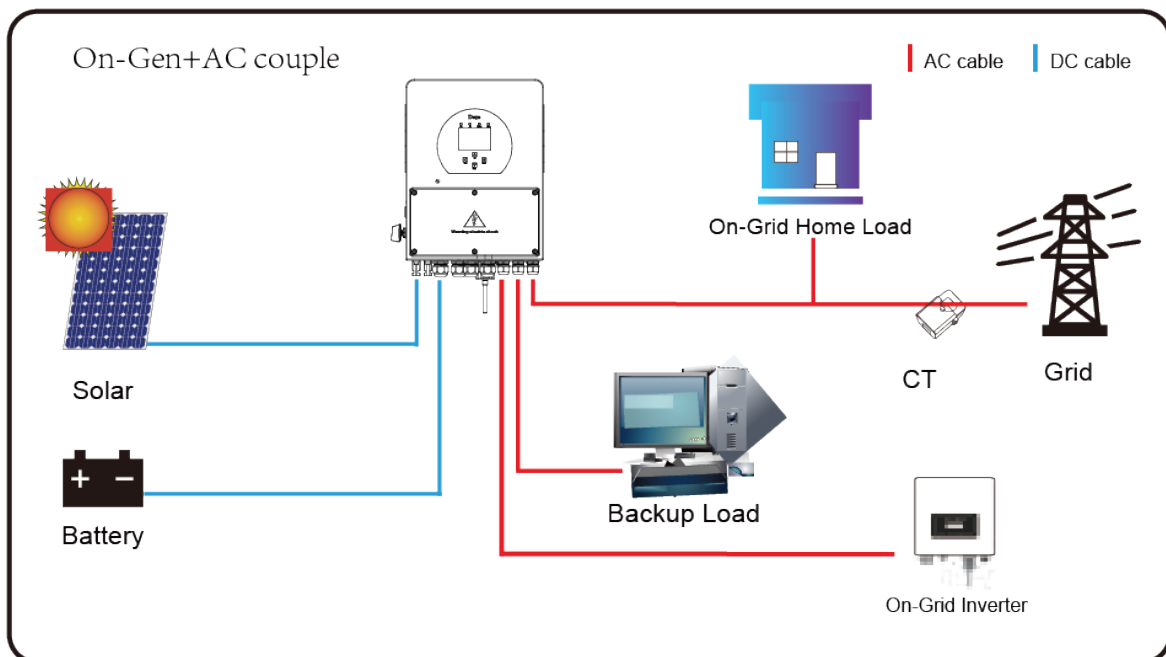 On-Gen+AC couple
AC cable
DC cable
Deye
On-Grid Home Load
Solar
CT
Grid
+ −
Battery
Backup Load
On-Grid Inverter